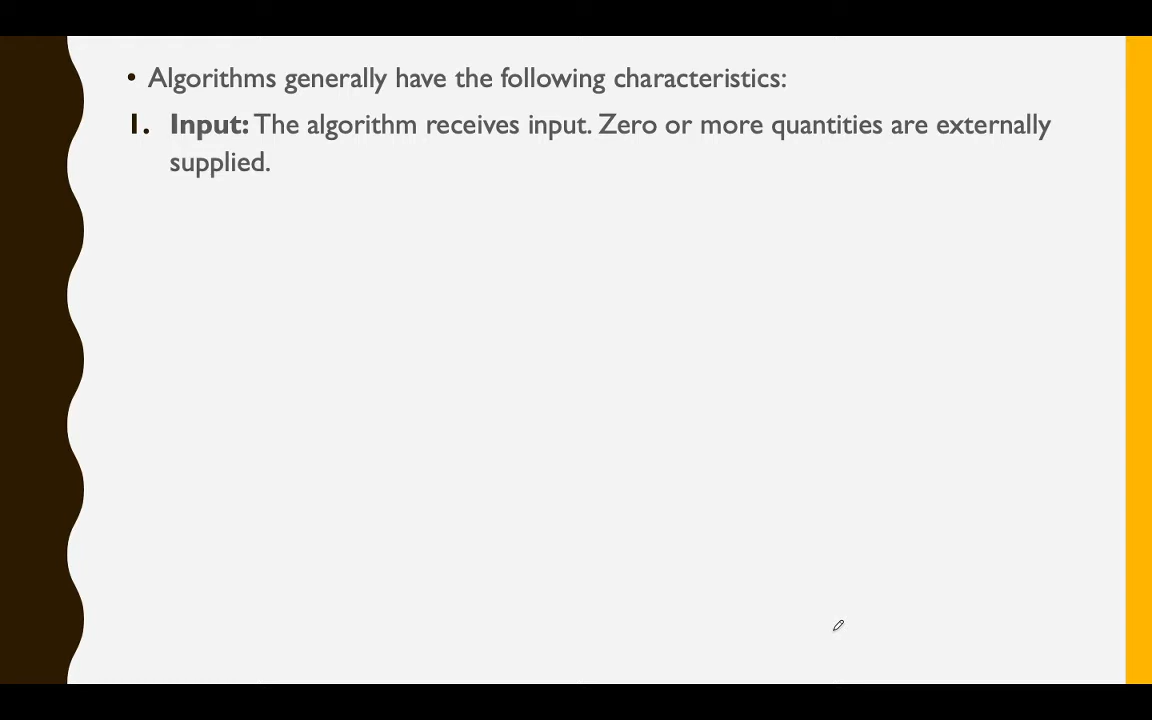 • Algorithms generally have the following characteristics:
1. Input: The algorithm receives input. Zero or more quantities are externally
supplied.